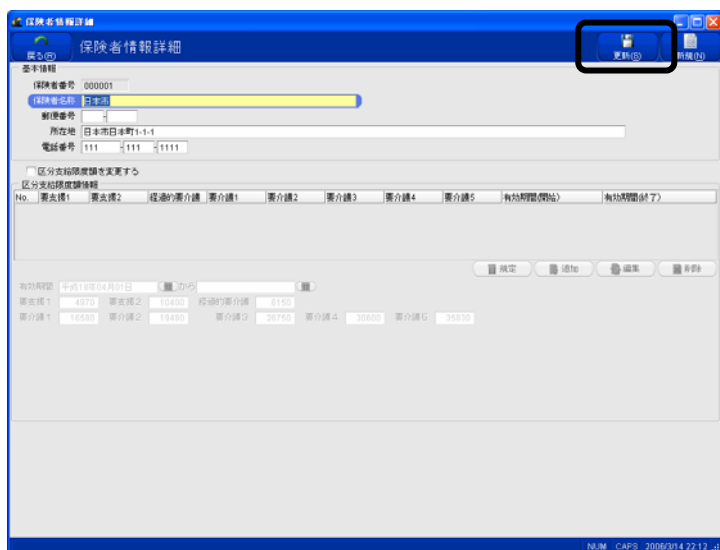 保険者情報詳細
戻る(R) 保険者情報詳細 更新(S) 新規(N)
基本情報
保険者番号 000001
保険者名称 日本市
郵便番号 -
所在地 日本市日本町1-1-1
電話番号 111 - 111 - 1111
区分支給限度額を変更する
区分支給限度額情報
No. 要支援1 要支援2 経過的要介護 要介護1 要介護2 要介護3 要介護4 要介護5 有効期間(開始) 有効期間(終了)
規定 追加 編集 削除
有効期間 平成18年04月01日 から
要支援1 4970 要支援2 10400 経過的要介護 6150
要介護1 16580 要介護2 19480 要介護3 26750 要介護4 30600 要介護5 35830
NUM CAPS 2006/3/14 22:12